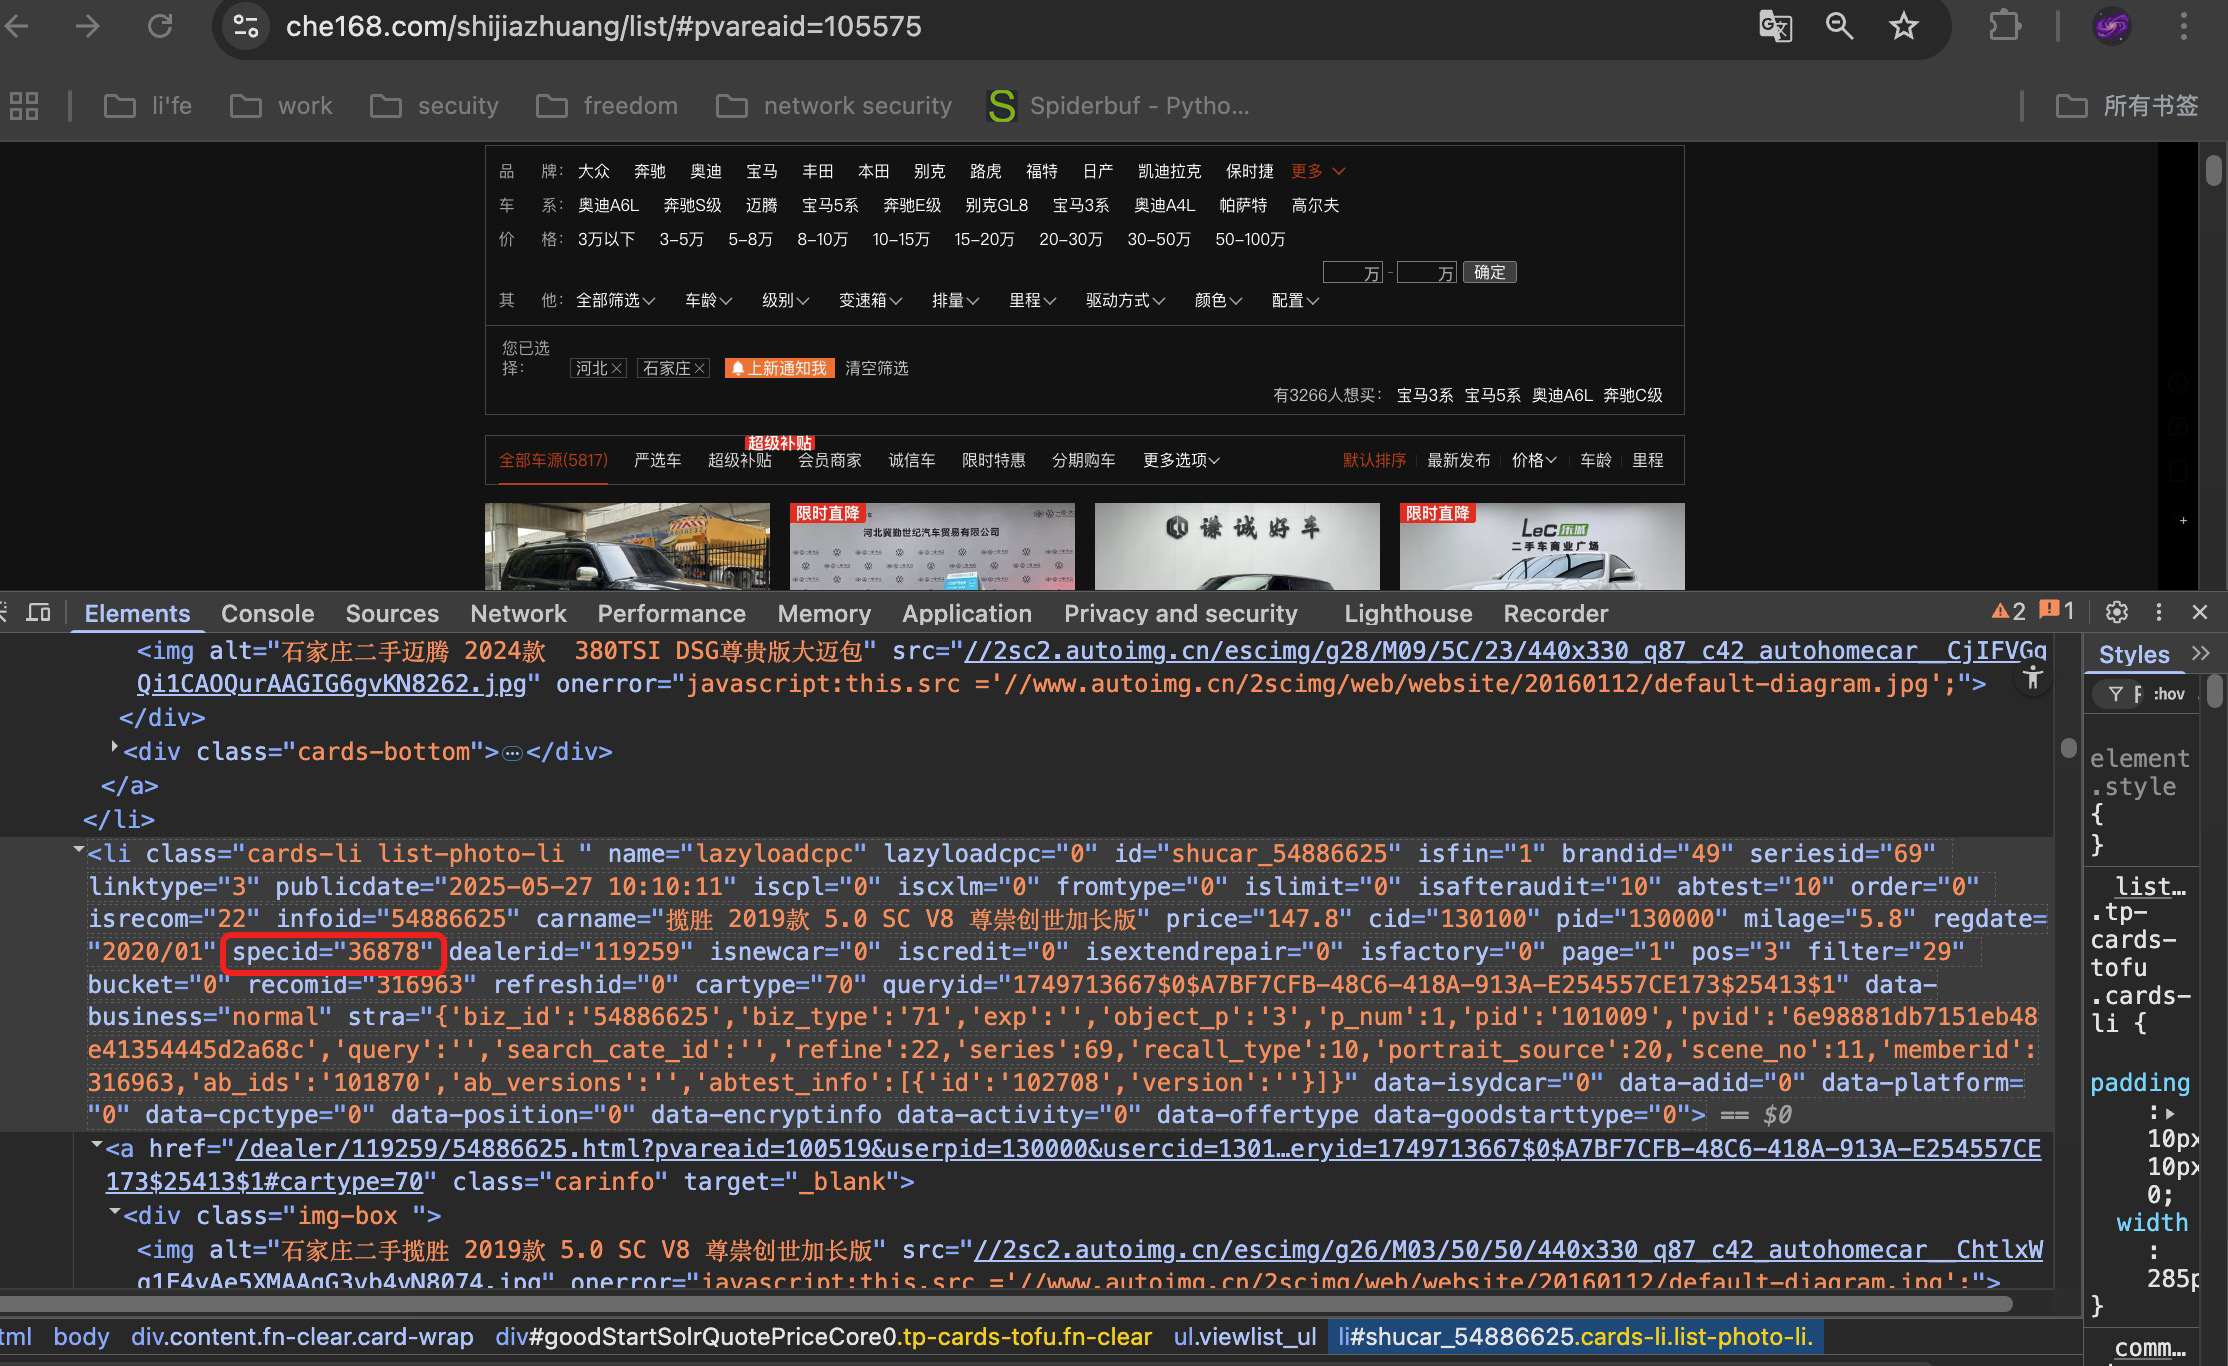 che168.com/shijiazhuang/list/#pvareaid=105575
li'fe work secuity freedom network security Spiderbuf - Pytho... 所有书签
品 牌: 大众 奔驰 奥迪 宝马 丰田 本田 别克 路虎 福特 日产 凯迪拉克 保时捷 更多
车 系: 奥迪A6L 奔驰S级 迈腾 宝马5系 奔驰E级 别克GL8 宝马3系 奥迪A4L 帕萨特 高尔夫
价 格: 3万以下 3-5万 5-8万 8-10万 10-15万 15-20万 20-30万 30-50万 50-100万
万 - 万 确定
其 他: 全部筛选 车龄 级别 变速箱 排量 里程 驱动方式 颜色 配置
您已选
择: 河北× 石家庄× 上新通知我 清空筛选
有3266人想买: 宝马3系 宝马5系 奥迪A6L 奔驰C级
超级补贴
全部车源(5817) 严选车 超级补贴 会员商家 诚信车 限时特惠 分期购车 更多选项 默认排序 最新发布 价格 车龄 里程
限时直降 谦诚好车 限时直降 LeC 乐城
河北冀勤世纪汽车贸易有限公司 二手车商业广场
Elements Console Sources Network Performance Memory Application Privacy and security Lighthouse Recorder 2 1
<img alt="石家庄二手迈腾 2024款  380TSI DSG尊贵版大迈包" src="//2sc2.autoimg.cn/escimg/g28/M09/5C/23/440x330_q87_c42_autohomecar__CjIFVGq
Qi1CAOQurAAGIG6gvKN8262.jpg" onerror="javascript:this.src ='//www.autoimg.cn/2scimg/web/website/20160112/default-diagram.jpg';">
</div>
<div class="cards-bottom">…</div>
</a>
</li>
<li class="cards-li list-photo-li " name="lazyloadcpc" lazyloadcpc="0" id="shucar_54886625" isfin="1" brandid="49" seriesid="69"
linktype="3" publicdate="2025-05-27 10:10:11" iscpl="0" iscxlm="0" fromtype="0" islimit="0" isafteraudit="10" abtest="10" order="0"
isrecom="22" infoid="54886625" carname="揽胜 2019款 5.0 SC V8 尊崇创世加长版" price="147.8" cid="130100" pid="130000" milage="5.8" regdate=
"2020/01" specid="36878" dealerid="119259" isnewcar="0" iscredit="0" isextendrepair="0" isfactory="0" page="1" pos="3" filter="29"
bucket="0" recomid="316963" refreshid="0" cartype="70" queryid="1749713667$0$A7BF7CFB-48C6-418A-913A-E254557CE173$25413$1" data-
business="normal" stra="{'biz_id':'54886625','biz_type':'71','exp':'','object_p':'3','p_num':1,'pid':'101009','pvid':'6e98881db7151eb48
e41354445d2a68c','query':'','search_cate_id':'','refine':22,'series':69,'recall_type':10,'portrait_source':20,'scene_no':11,'memberid':
316963,'ab_ids':'101870','ab_versions':'','abtest_info':[{'id':'102708','version':''}]}" data-isydcar="0" data-adid="0" data-platform=
"0" data-cpctype="0" data-position="0" data-encryptinfo data-activity="0" data-offertype data-goodstarttype="0"> == $0
<a href="/dealer/119259/54886625.html?pvareaid=100519&userpid=130000&usercid=1301…eryid=1749713667$0$A7BF7CFB-48C6-418A-913A-E254557CE
173$25413$1#cartype=70" class="carinfo" target="_blank">
<div class="img-box ">
<img alt="石家庄二手揽胜 2019款 5.0 SC V8 尊崇创世加长版" src="//2sc2.autoimg.cn/escimg/g26/M03/50/50/440x330_q87_c42_autohomecar__ChtlxW
g1F4yAe5XMAAgG3yb4yN8074.jpg" onerror="javascript:this.src ='//www.autoimg.cn/2scimg/web/website/20160112/default-diagram.jpg';">
tml body div.content.fn-clear.card-wrap div#goodStartSolrQuotePriceCore0.tp-cards-tofu.fn-clear ul.viewlist_ul li#shucar_54886625.cards-li.list-photo-li.
Styles
:hov
element
.style
{
}
list…
.tp-
cards-
tofu
.cards-
li {
padding
:
10px
10px
0;
width
:
285p
}
comm…